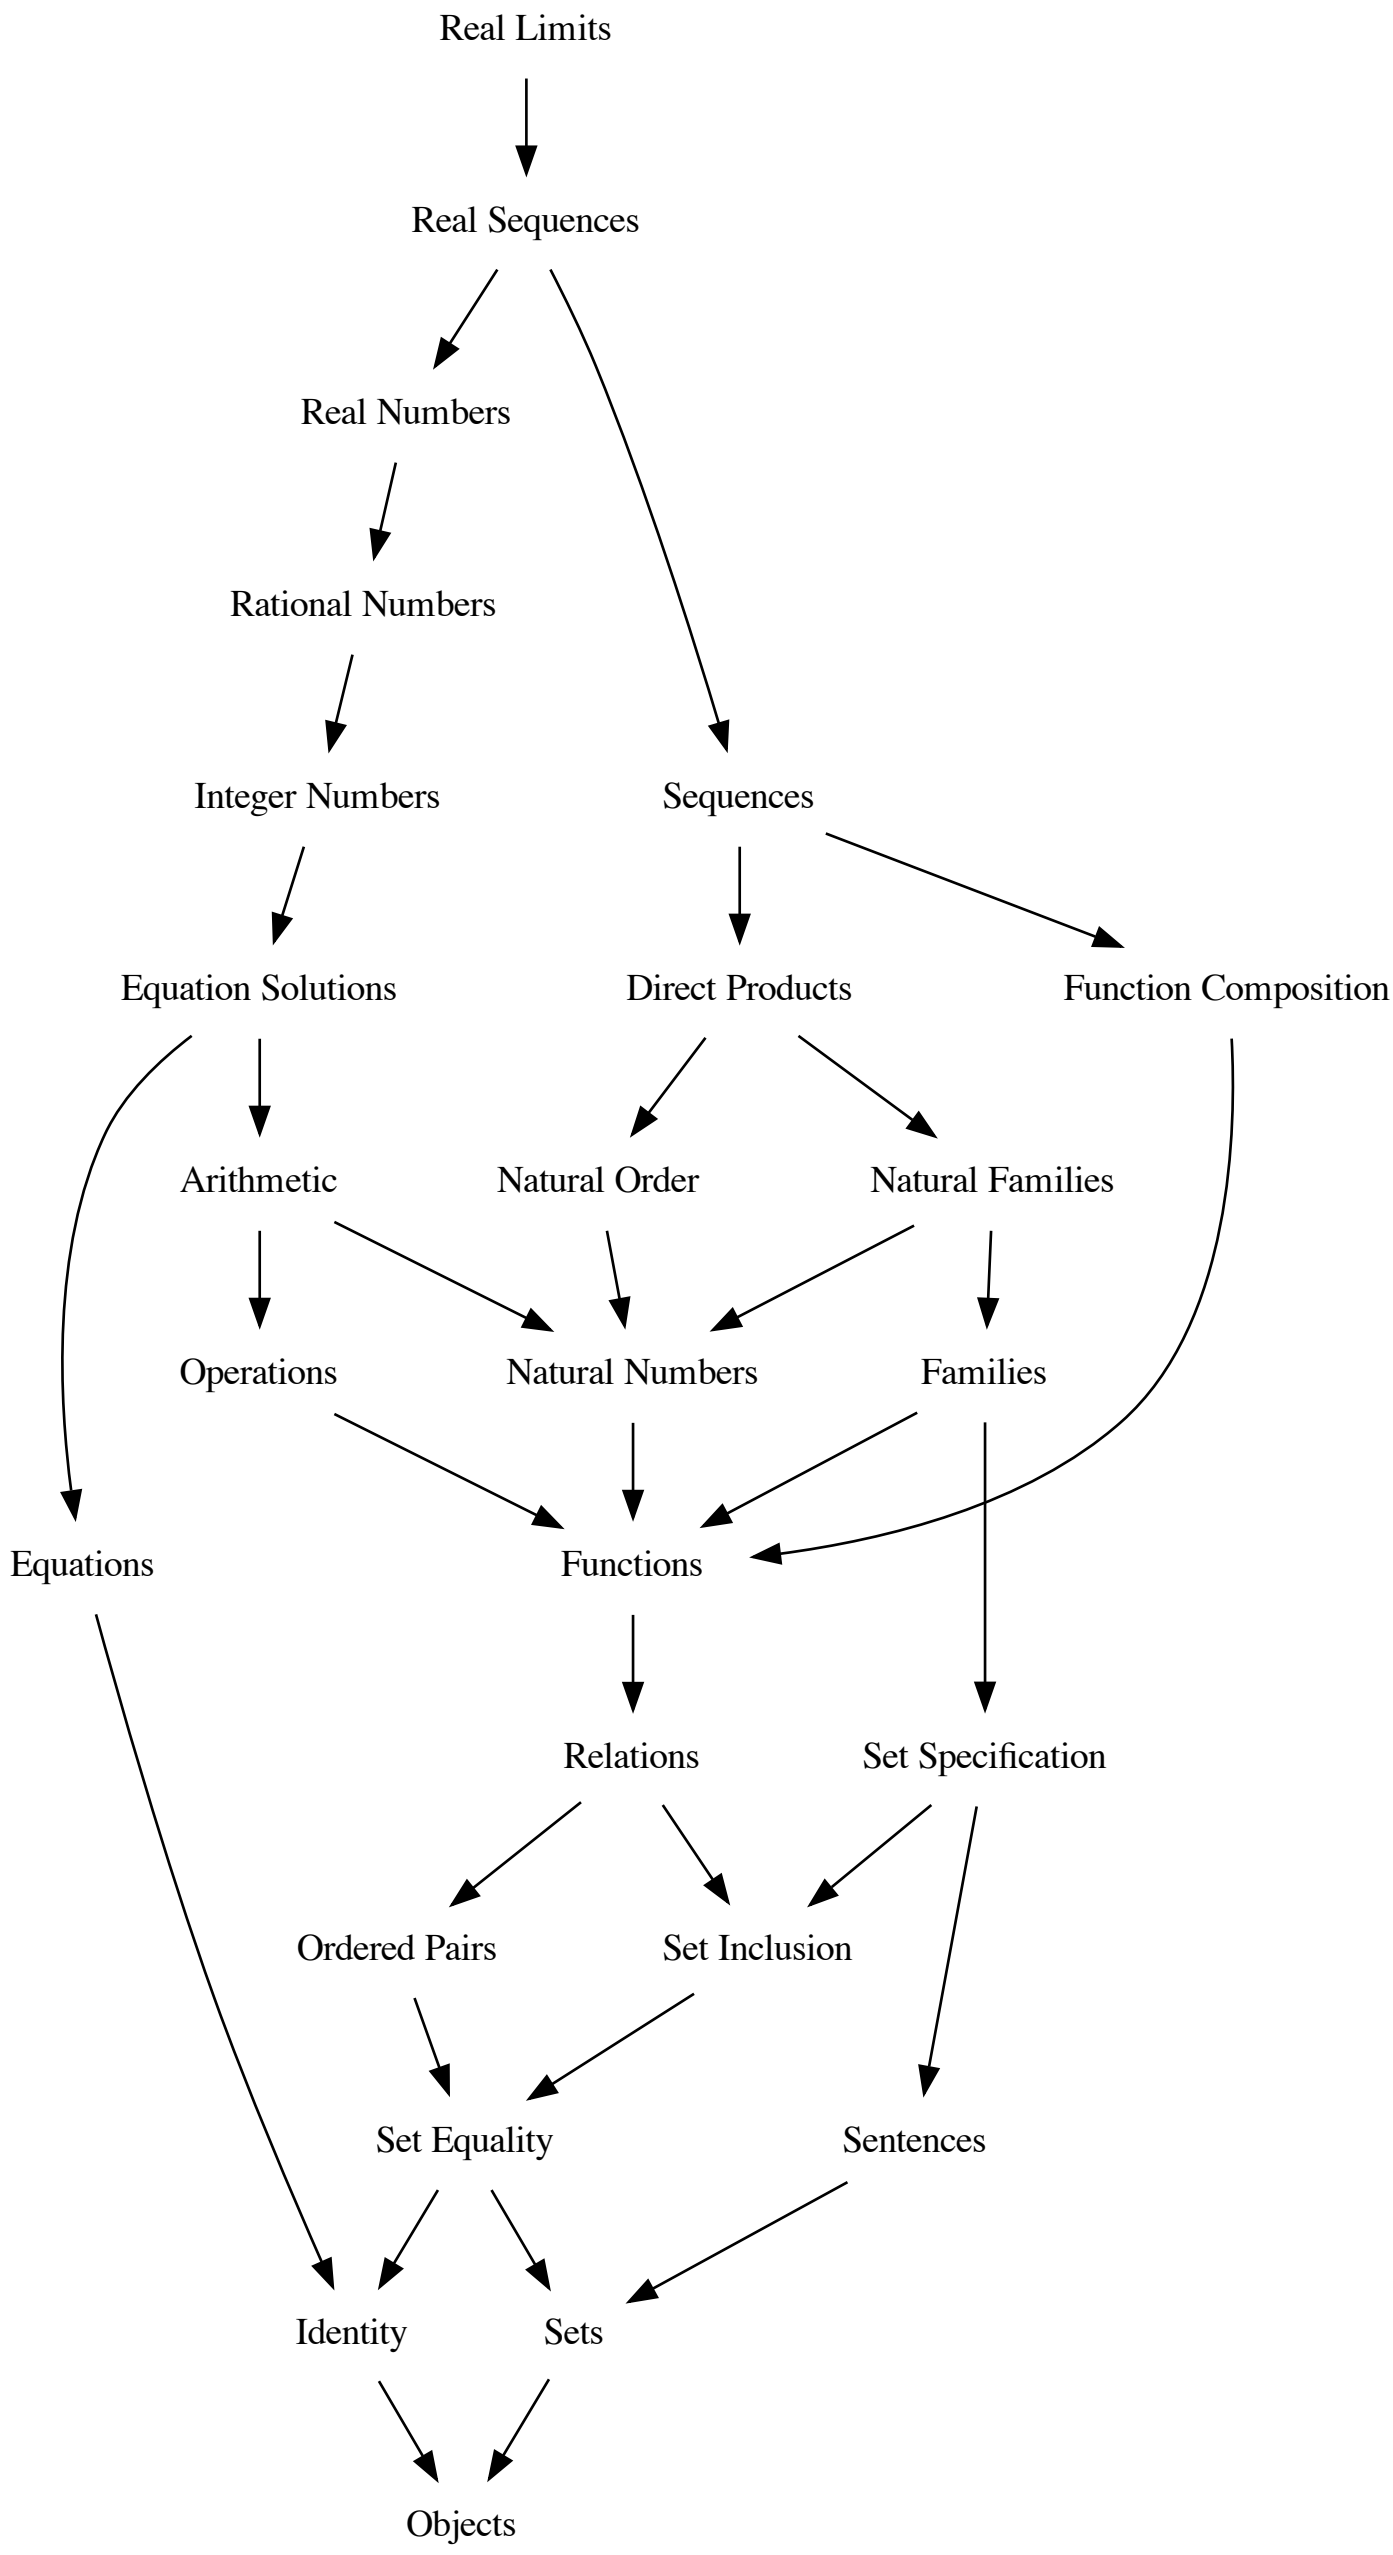 Real Limits
Real Sequences
Real Numbers
Rational Numbers
Integer Numbers
Sequences
Equation Solutions
Direct Products
Function Composition
Arithmetic
Natural Order
Natural Families
Operations
Natural Numbers
Families
Equations
Functions
Relations
Set Specification
Ordered Pairs
Set Inclusion
Set Equality
Sentences
Identity
Sets
Objects